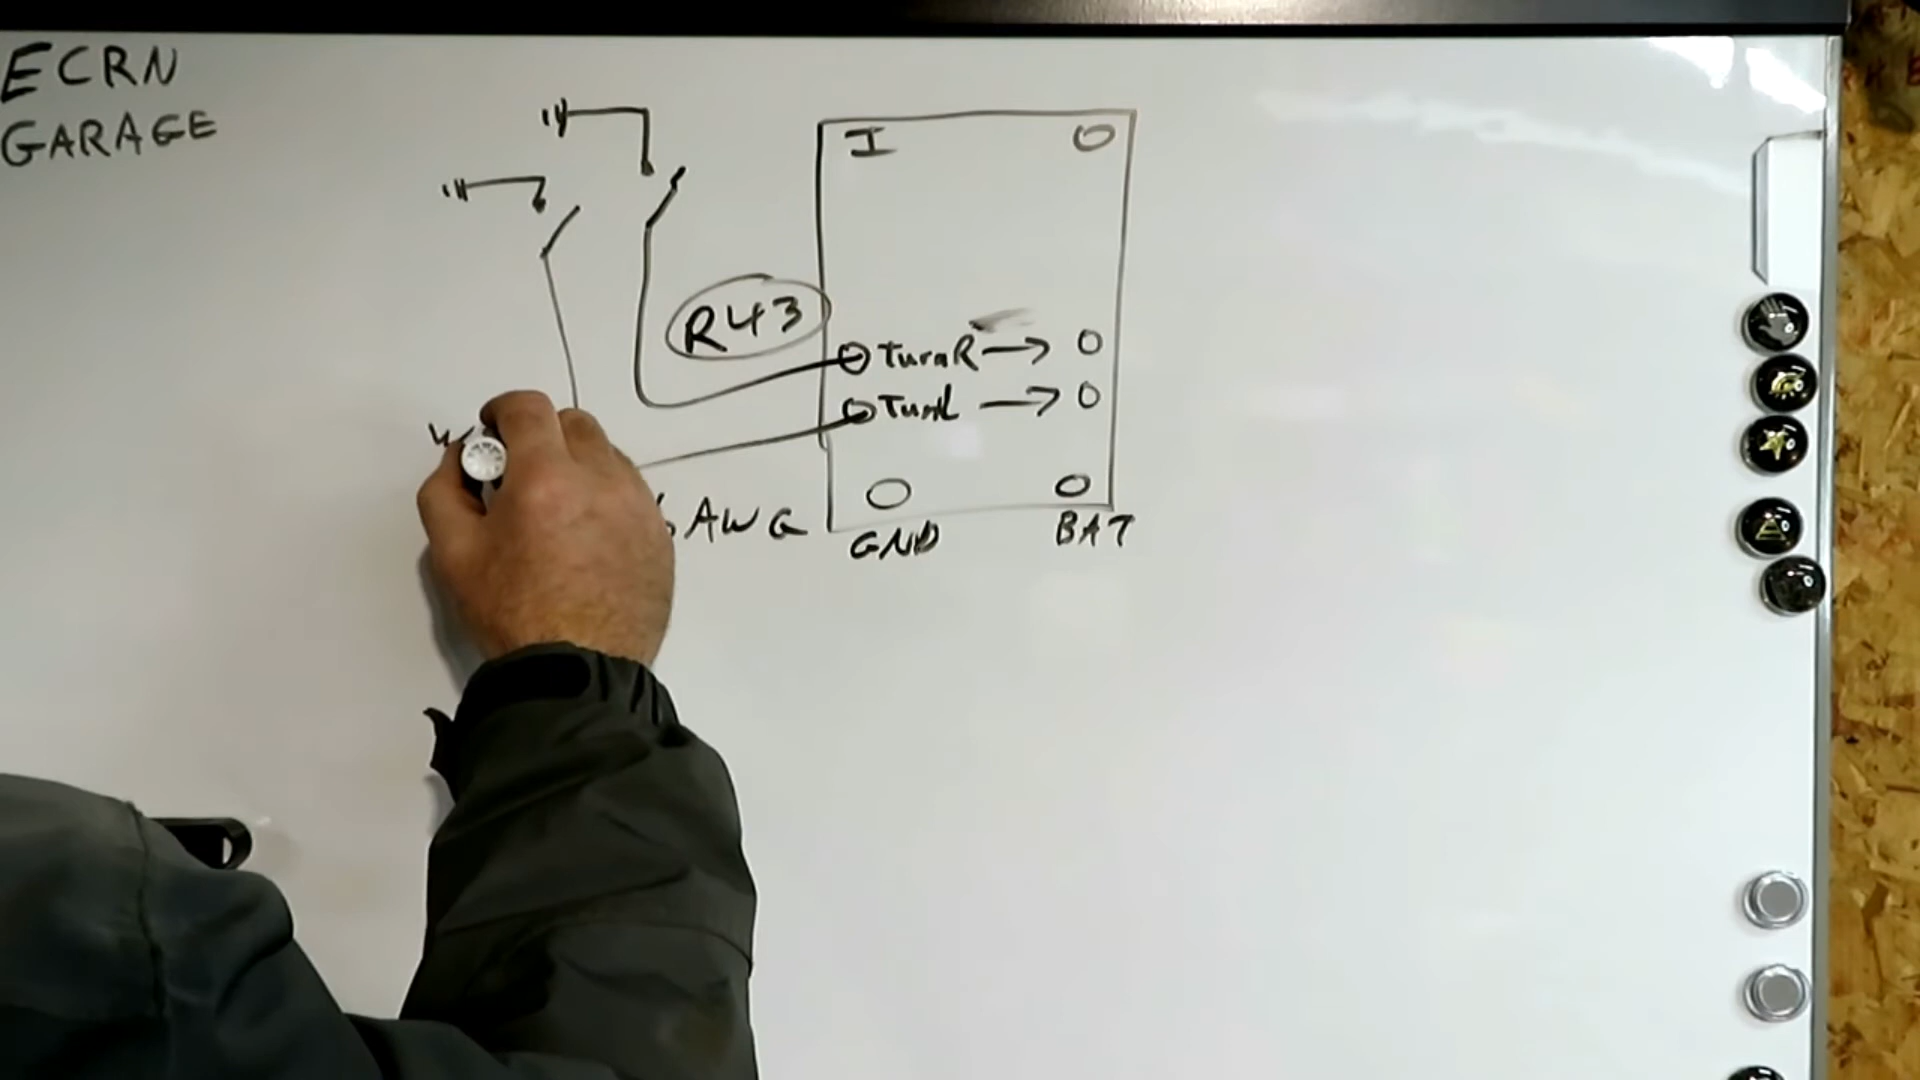 ECRN
GARAGE
I O
R43
TurnR → O
TurnL → O
AWG
GND
BAT